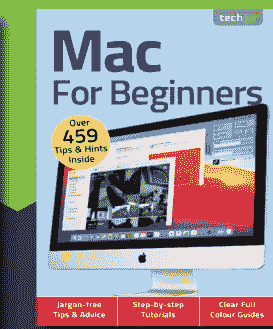 tech
Mac
For Beginners
Over
459
Tips & Hints
Inside
Jargon-free
Tips & Advice
Step-by-step
Tutorials
Clear Full
Colour Guides